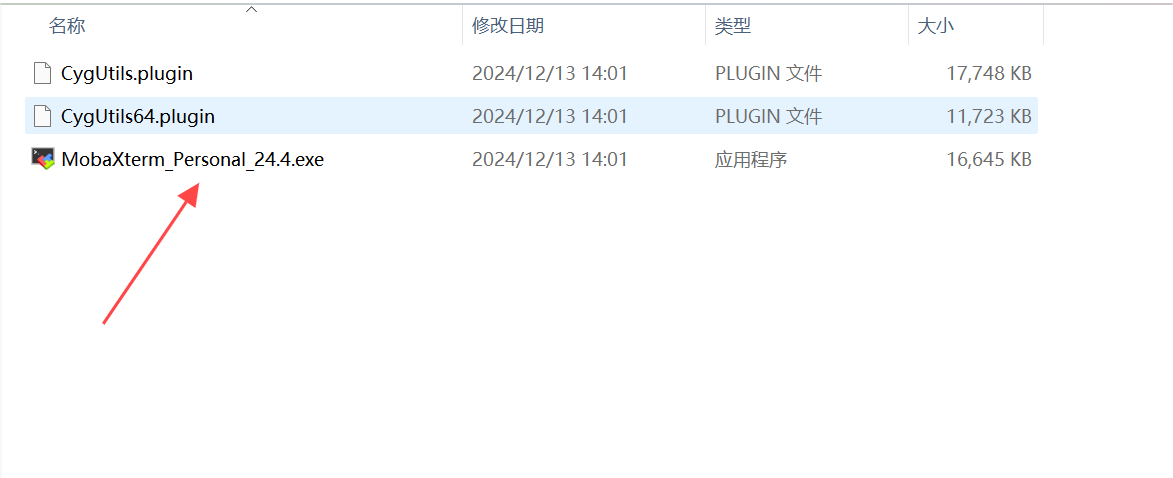 名称 修改日期 类型 大小
CygUtils.plugin 2024/12/13 14:01 PLUGIN 文件 17,748 KB
CygUtils64.plugin 2024/12/13 14:01 PLUGIN 文件 11,723 KB
MobaXterm_Personal_24.4.exe 2024/12/13 14:01 应用程序 16,645 KB